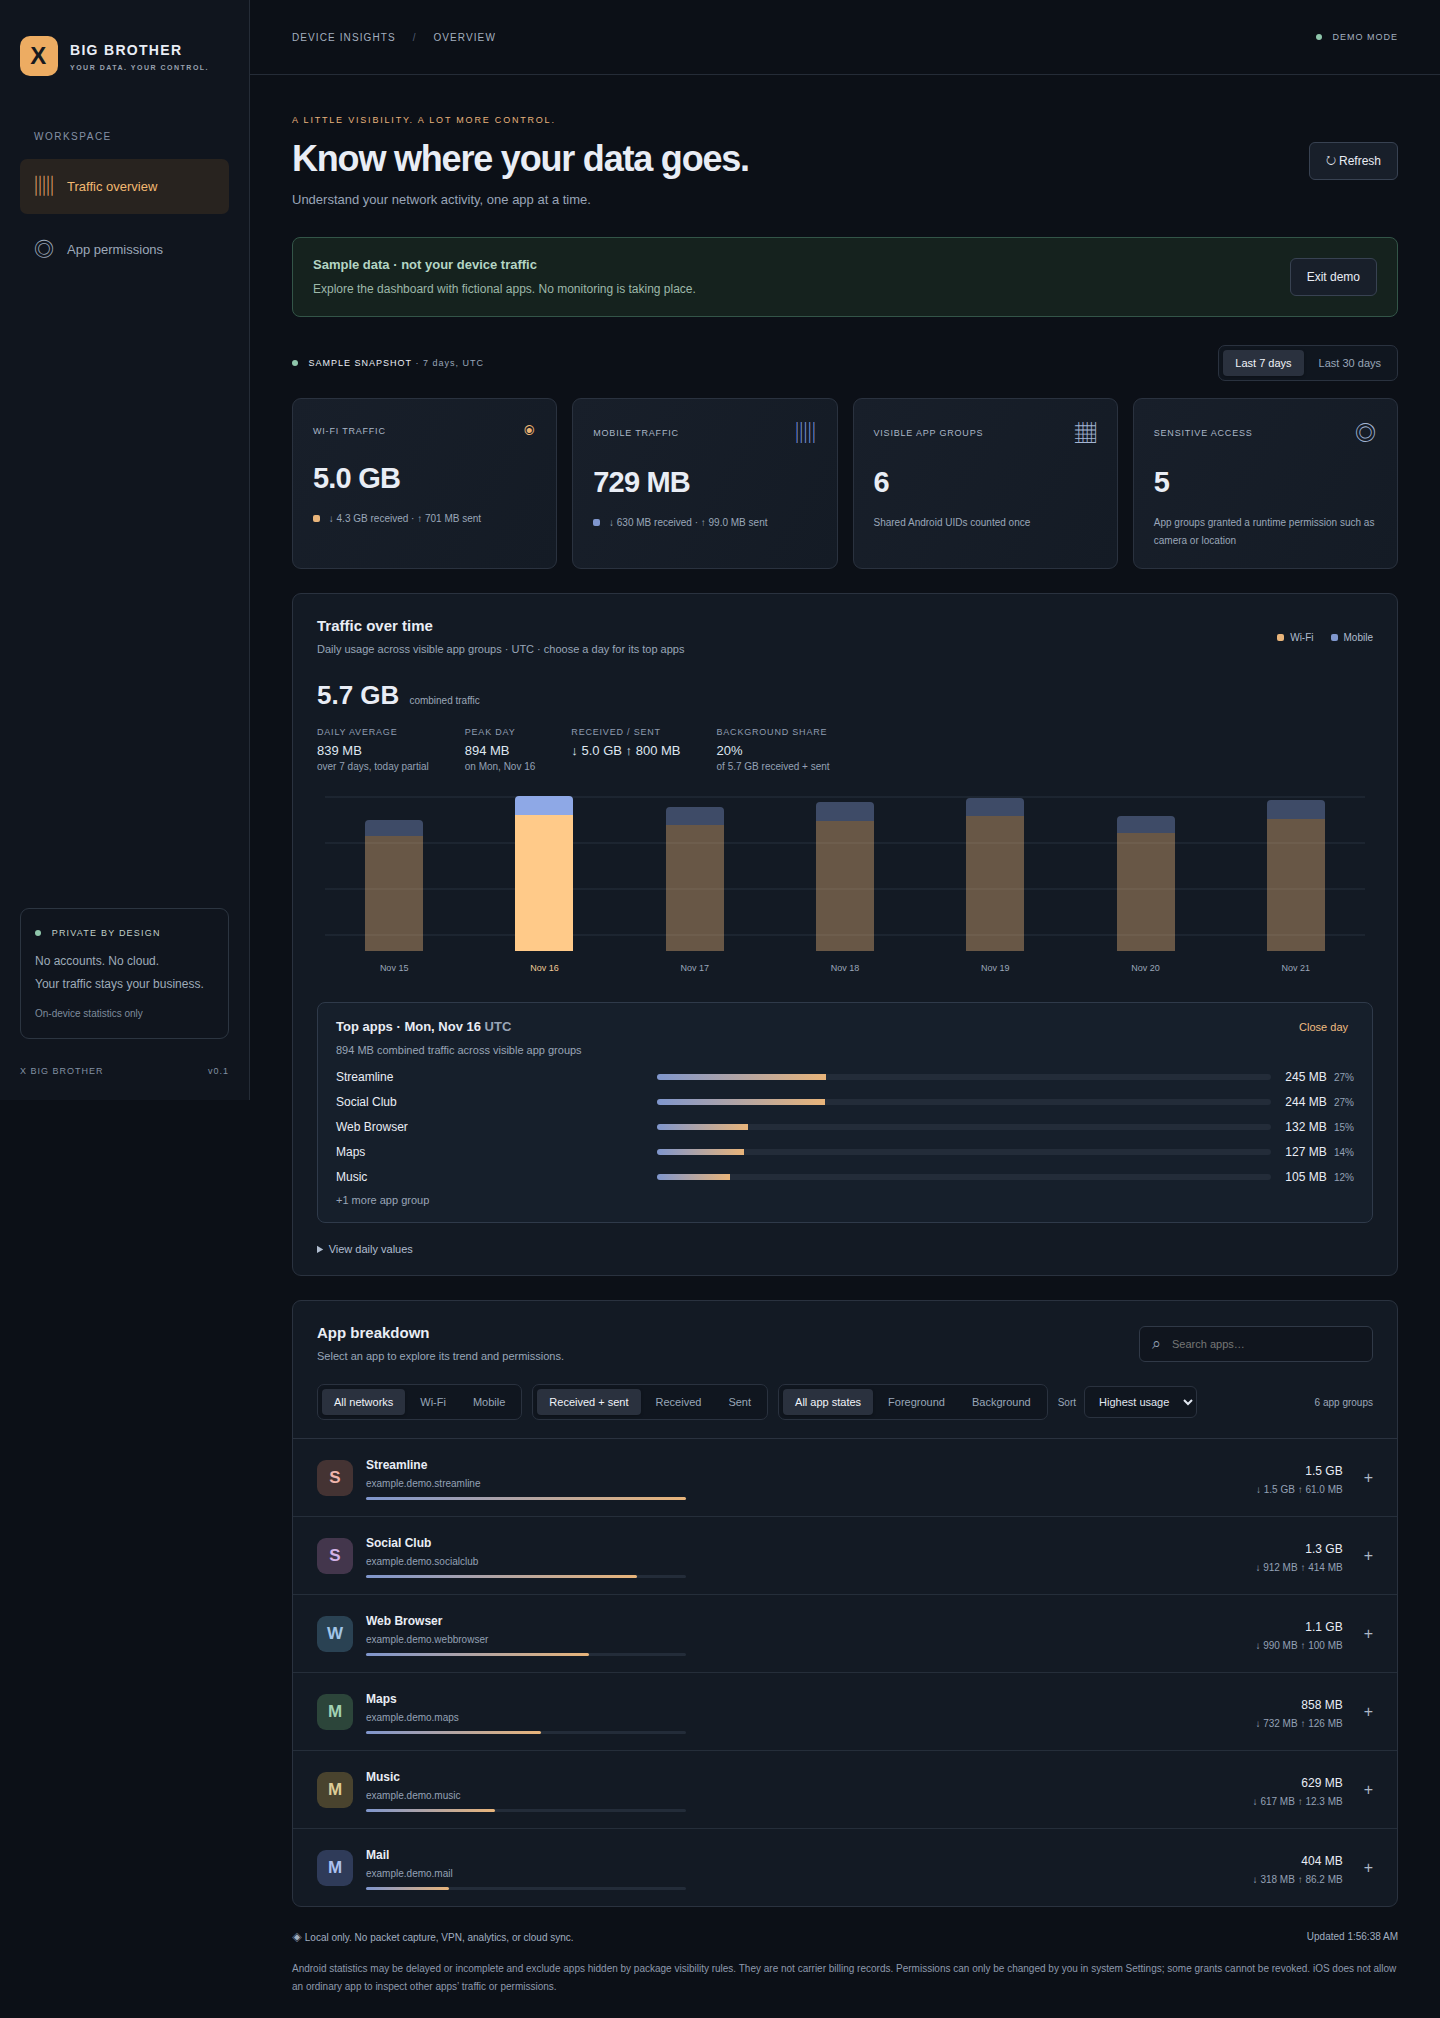 X
BIG BROTHER
YOUR DATA. YOUR CONTROL.
WORKSPACE
Traffic overview
App permissions
PRIVATE BY DESIGN
No accounts. No cloud.
Your traffic stays your business.
On-device statistics only
X BIG BROTHER v0.1
DEVICE INSIGHTS / OVERVIEW
DEMO MODE
A LITTLE VISIBILITY. A LOT MORE CONTROL.
Know where your data goes.
Understand your network activity, one app at a time.
↻ Refresh
Sample data · not your device traffic
Explore the dashboard with fictional apps. No monitoring is taking place.
Exit demo
SAMPLE SNAPSHOT · 7 days, UTC
Last 7 days Last 30 days
WI-FI TRAFFIC
5.0 GB
↓ 4.3 GB received · ↑ 701 MB sent
MOBILE TRAFFIC
729 MB
↓ 630 MB received · ↑ 99.0 MB sent
VISIBLE APP GROUPS
6
Shared Android UIDs counted once
SENSITIVE ACCESS
5
App groups granted a runtime permission such as
camera or location
Traffic over time
Daily usage across visible app groups · UTC · choose a day for its top apps
Wi-Fi Mobile
5.7 GB combined traffic
DAILY AVERAGE
839 MB
over 7 days, today partial
PEAK DAY
894 MB
on Mon, Nov 16
RECEIVED / SENT
↓ 5.0 GB ↑ 800 MB
BACKGROUND SHARE
20%
of 5.7 GB received + sent
Nov 15 Nov 16 Nov 17 Nov 18 Nov 19 Nov 20 Nov 21
Top apps · Mon, Nov 16 UTC
Close day
894 MB combined traffic across visible app groups
Streamline 245 MB 27%
Social Club 244 MB 27%
Web Browser 132 MB 15%
Maps 127 MB 14%
Music 105 MB 12%
+1 more app group
▶ View daily values
App breakdown
Select an app to explore its trend and permissions.
Search apps…
All networks Wi-Fi Mobile Received + sent Received Sent All app states Foreground Background Sort Highest usage 6 app groups
S
Streamline
example.demo.streamline
1.5 GB
↓ 1.5 GB ↑ 61.0 MB
+
S
Social Club
example.demo.socialclub
1.3 GB
↓ 912 MB ↑ 414 MB
+
W
Web Browser
example.demo.webbrowser
1.1 GB
↓ 990 MB ↑ 100 MB
+
M
Maps
example.demo.maps
858 MB
↓ 732 MB ↑ 126 MB
+
M
Music
example.demo.music
629 MB
↓ 617 MB ↑ 12.3 MB
+
M
Mail
example.demo.mail
404 MB
↓ 318 MB ↑ 86.2 MB
+
◈ Local only. No packet capture, VPN, analytics, or cloud sync.
Updated 1:56:38 AM
Android statistics may be delayed or incomplete and exclude apps hidden by package visibility rules. They are not carrier billing records. Permissions can only be changed by you in system Settings; some grants cannot be revoked. iOS does not allow
an ordinary app to inspect other apps' traffic or permissions.